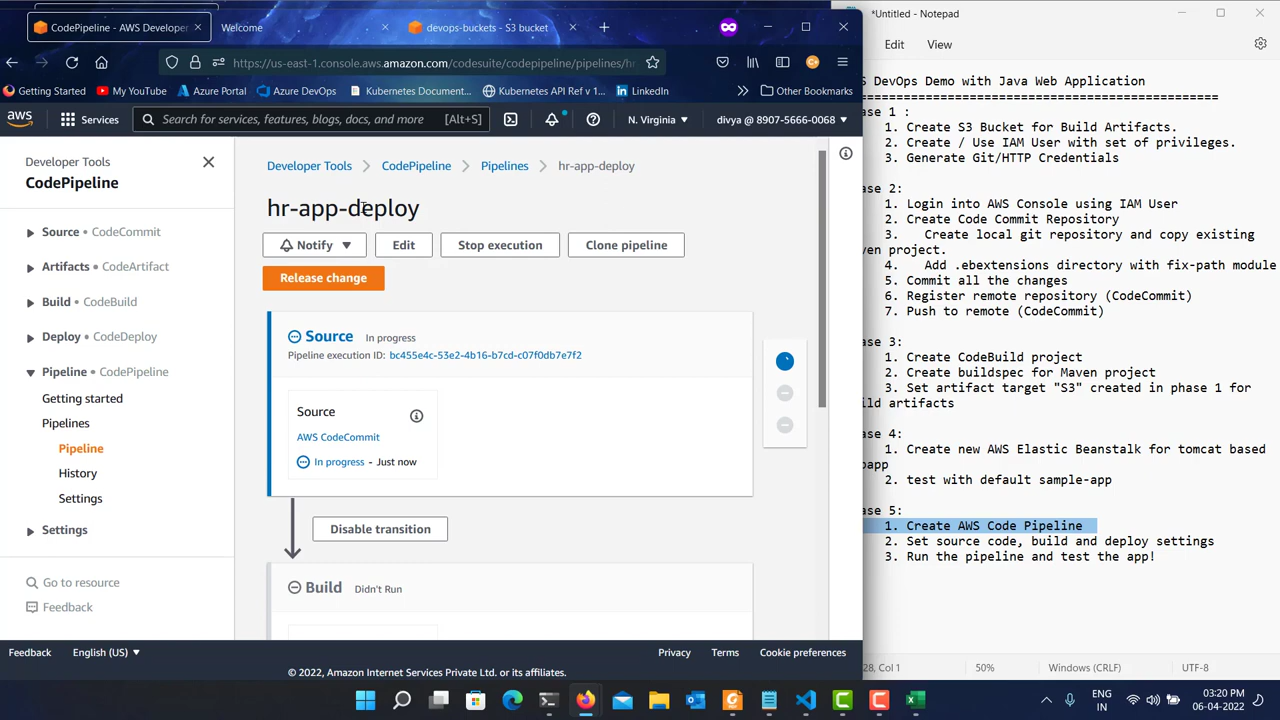 CodePipeline - AWS Developer
Welcome
devops-buckets - S3 bucket
https://us-east-1.console.aws.amazon.com/codesuite/codepipeline/pipelines/hr
Getting Started
My YouTube
Azure Portal
Azure DevOps
Kubernetes Document...
Kubernetes API Ref v 1...
LinkedIn
Other Bookmarks
aws
Services
Search for services, features, blogs, docs, and more
[Alt+S]
N. Virginia
divya @ 8907-5666-0068
Developer Tools
CodePipeline
Source • CodeCommit
Artifacts • CodeArtifact
Build • CodeBuild
Deploy • CodeDeploy
Pipeline • CodePipeline
Getting started
Pipelines
Pipeline
History
Settings
Settings
Go to resource
Feedback
Developer Tools
CodePipeline
Pipelines
hr-app-deploy
hr-app-deploy
Notify
Edit
Stop execution
Clone pipeline
Release change
Source In progress
Pipeline execution ID: bc455e4c-53e2-4b16-b7cd-c07f0db7e7f2
Source
AWS CodeCommit
In progress - Just now
Disable transition
Build Didn't Run
Feedback
English (US)
Privacy
Terms
Cookie preferences
© 2022, Amazon Internet Services Private Ltd. or its affiliates.
*Untitled - Notepad
Edit
View
S DevOps Demo with Java Web Application
===============================================
ase 1 :
1. Create S3 Bucket for Build Artifacts.
2. Create / Use IAM User with set of privileges.
3. Generate Git/HTTP Credentials
ase 2:
1. Login into AWS Console using IAM User
2. Create Code Commit Repository
3. Create local git repository and copy existing
ven project.
4. Add .ebextensions directory with fix-path module
5. Commit all the changes
6. Register remote repository (CodeCommit)
7. Push to remote (CodeCommit)
ase 3:
1. Create CodeBuild project
2. Create buildspec for Maven project
3. Set artifact target "S3" created in phase 1 for
ild artifacts
ase 4:
1. Create new AWS Elastic Beanstalk for tomcat based
bapp
2. test with default sample-app
ase 5:
1. Create AWS Code Pipeline
2. Set source code, build and deploy settings
3. Run the pipeline and test the app!
28, Col 1
50%
Windows (CRLF)
UTF-8
ENG
IN
03:20 PM
06-04-2022